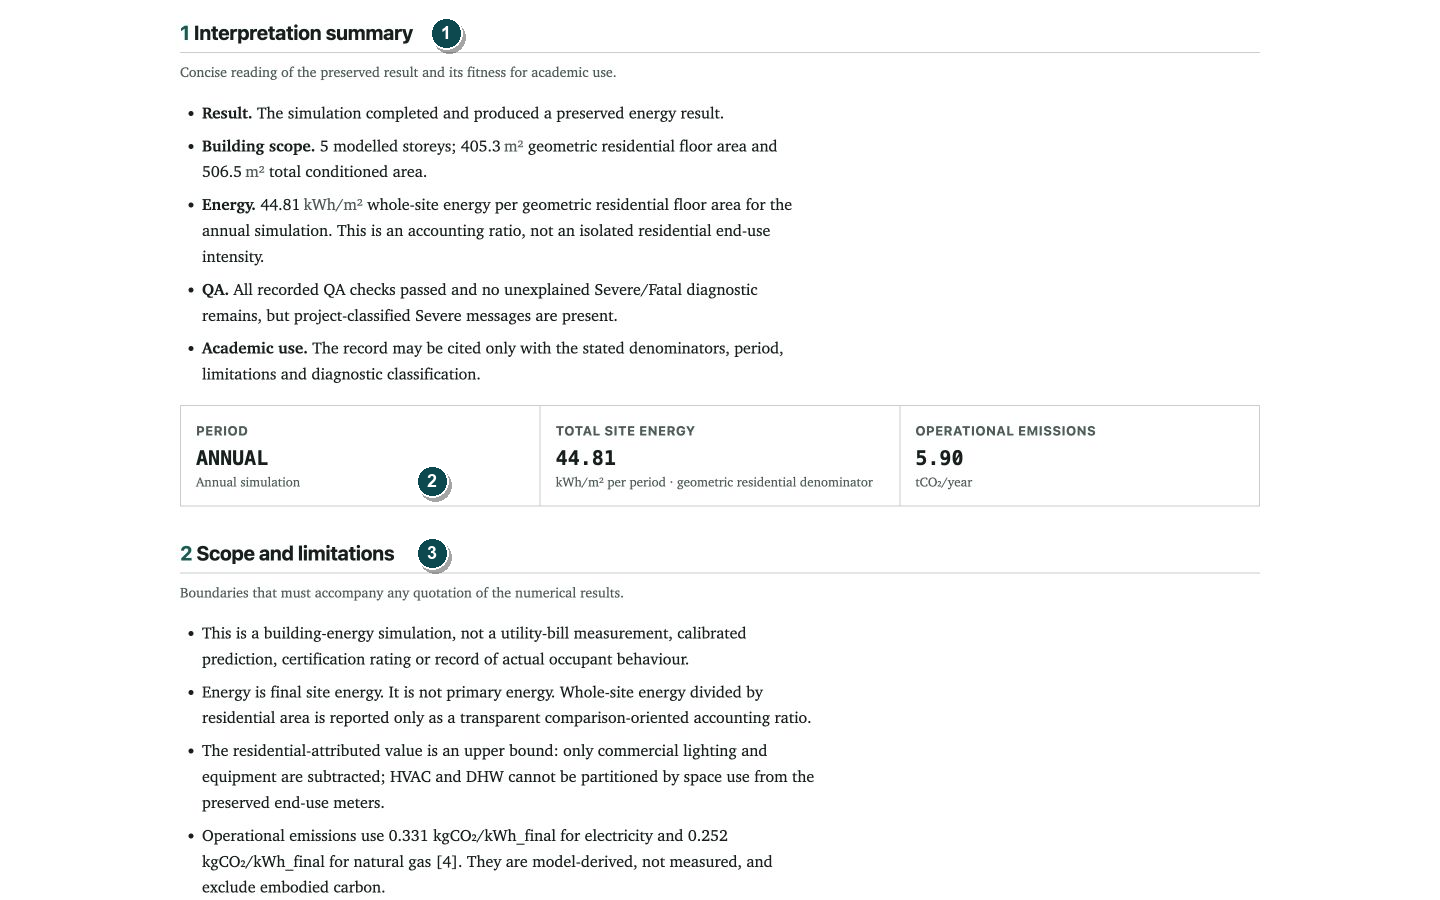 1 Interpretation summary 1
Concise reading of the preserved result and its fitness for academic use.
• Result. The simulation completed and produced a preserved energy result.
• Building scope. 5 modelled storeys; 405.3 m² geometric residential floor area and
506.5 m² total conditioned area.
• Energy. 44.81 kWh/m² whole-site energy per geometric residential floor area for the
annual simulation. This is an accounting ratio, not an isolated residential end-use
intensity.
• QA. All recorded QA checks passed and no unexplained Severe/Fatal diagnostic
remains, but project-classified Severe messages are present.
• Academic use. The record may be cited only with the stated denominators, period,
limitations and diagnostic classification.
PERIOD
ANNUAL
Annual simulation
2
TOTAL SITE ENERGY
44.81
kWh/m² per period · geometric residential denominator
OPERATIONAL EMISSIONS
5.90
tCO₂/year
2 Scope and limitations 3
Boundaries that must accompany any quotation of the numerical results.
• This is a building-energy simulation, not a utility-bill measurement, calibrated
prediction, certification rating or record of actual occupant behaviour.
• Energy is final site energy. It is not primary energy. Whole-site energy divided by
residential area is reported only as a transparent comparison-oriented accounting ratio.
• The residential-attributed value is an upper bound: only commercial lighting and
equipment are subtracted; HVAC and DHW cannot be partitioned by space use from the
preserved end-use meters.
• Operational emissions use 0.331 kgCO₂/kWh_final for electricity and 0.252
kgCO₂/kWh_final for natural gas [4]. They are model-derived, not measured, and
exclude embodied carbon.